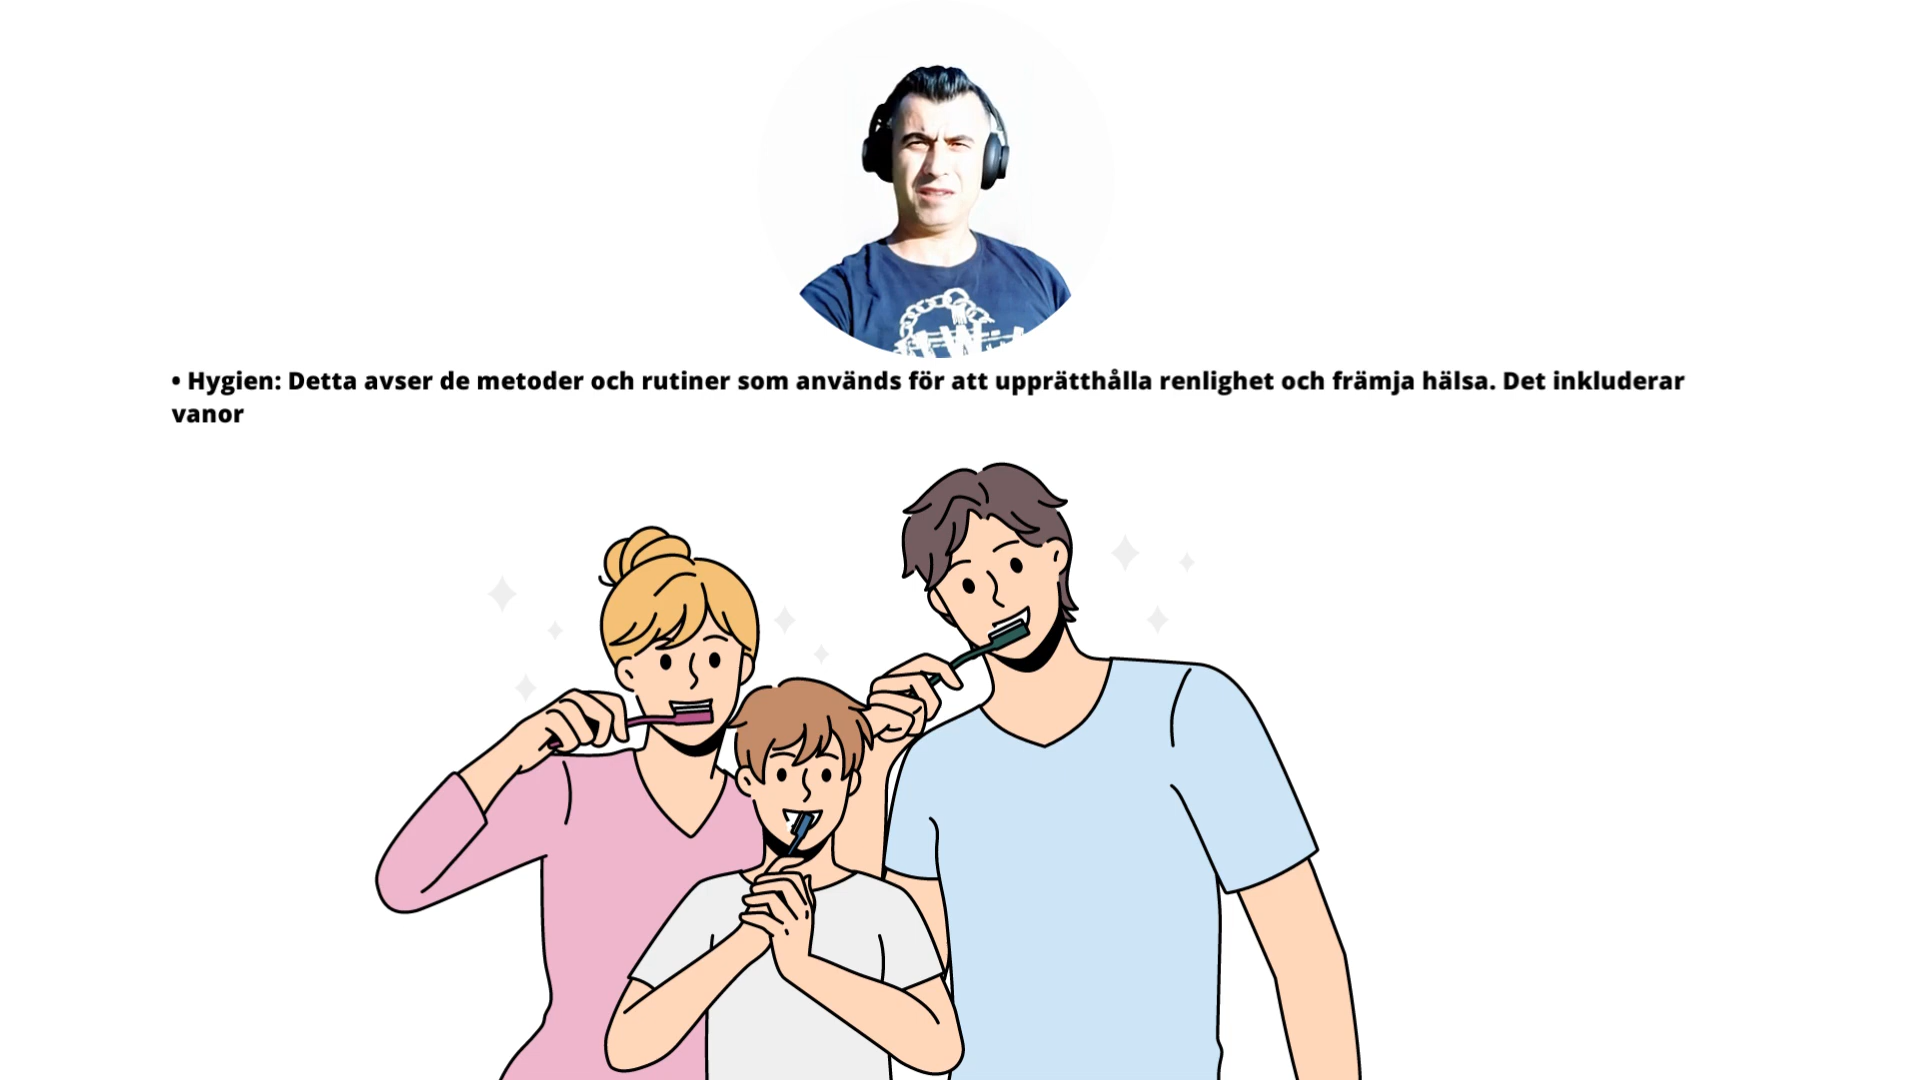 • Hygien: Detta avser de metoder och rutiner som används för att upprätthålla renlighet och främja hälsa. Det inkluderar
vanor